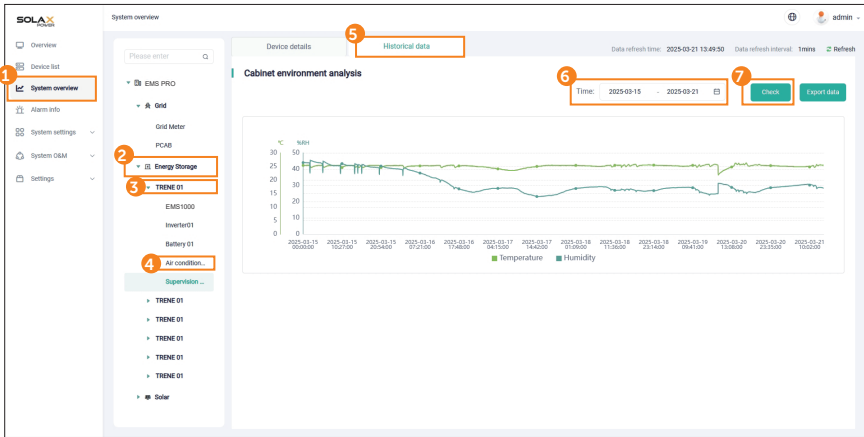 SOLAX
POWER
System overview
admin
Overview
Device list
1
System overview
Alarm info
System settings
System O&M
Settings
Please enter
EMS PRO
Grid
Grid Meter
PCAB
2
Energy Storage
3
TRENE 01
EMS1000
Inverter01
Battery 01
4
Air condition...
Supervision ...
TRENE 01
TRENE 01
TRENE 01
TRENE 01
TRENE 01
Solar
Device details
5
Historical data
Data refresh time: 2025-03-21 13:49:50 Data refresh interval: 1mins Refresh
Cabinet environment analysis
6
Time: 2025-03-15 - 2025-03-21
7
Check
Export data
℃ %RH
30 50
25 40
20 30
15 20
10 10
5
0 0
2025-03-15 2025-03-15 2025-03-15 2025-03-16 2025-03-16 2025-03-17 2025-03-17 2025-03-18 2025-03-18 2025-03-18 2025-03-19 2025-03-20 2025-03-20 2025-03-21
00:00:00 10:27:00 20:54:00 07:21:00 17:48:00 04:15:00 14:42:00 01:09:00 11:36:00 23:14:00 09:41:00 13:08:00 23:35:00 10:02:00
Temperature Humidity